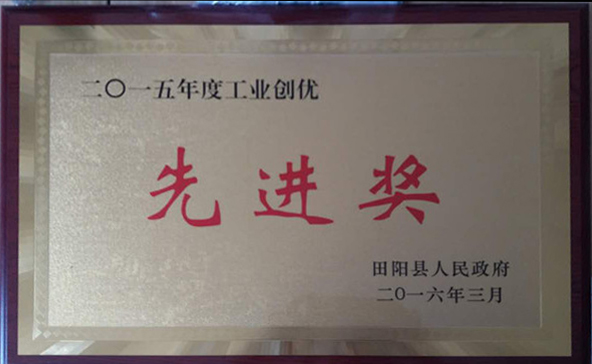 二〇一五年度工业创优
先进奖
田阳县人民政府
二〇一六年三月